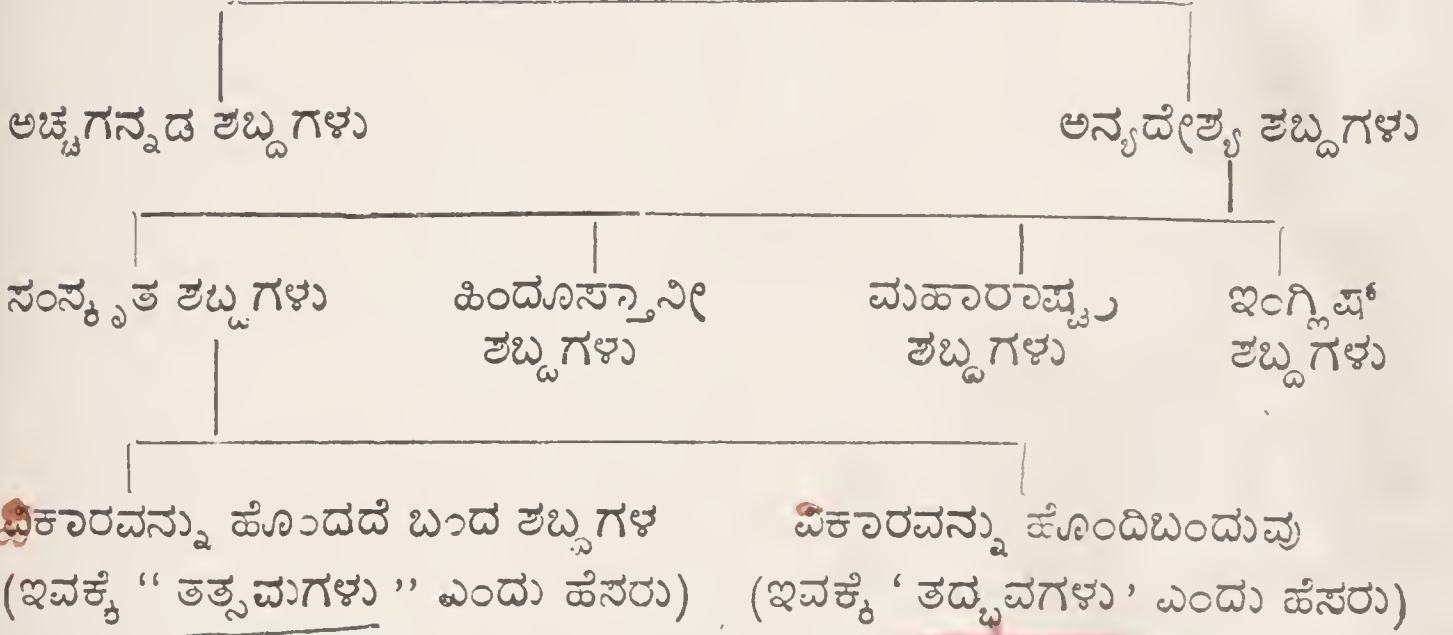 ಅಚ್ಚಗನ್ನಡ ಶಬ್ದಗಳು ಅನ್ಯದೇಶ್ಯ ಶಬ್ದಗಳು
ಸಂಸ್ಕೃತ ಶಬ್ದಗಳು ಹಿಂದೂಸ್ತಾನೀ ಶಬ್ದಗಳು ಮಹಾರಾಷ್ಟ್ರ ಶಬ್ದಗಳು ಇಂಗ್ಲಿಷ್ ಶಬ್ದಗಳು
ವಿಕಾರವನ್ನು ಹೊಂದದೆ ಬಂದ ಶಬ್ದಗಳ ವಿಕಾರವನ್ನು ಹೊಂದಿಬಂದುವು
(ಇವಕ್ಕೆ “ ತತ್ಸಮಗಳು ” ಎಂದು ಹೆಸರು) (ಇವಕ್ಕೆ ‘ ತದ್ಭವಗಳು ’ ಎಂದು ಹೆಸರು)